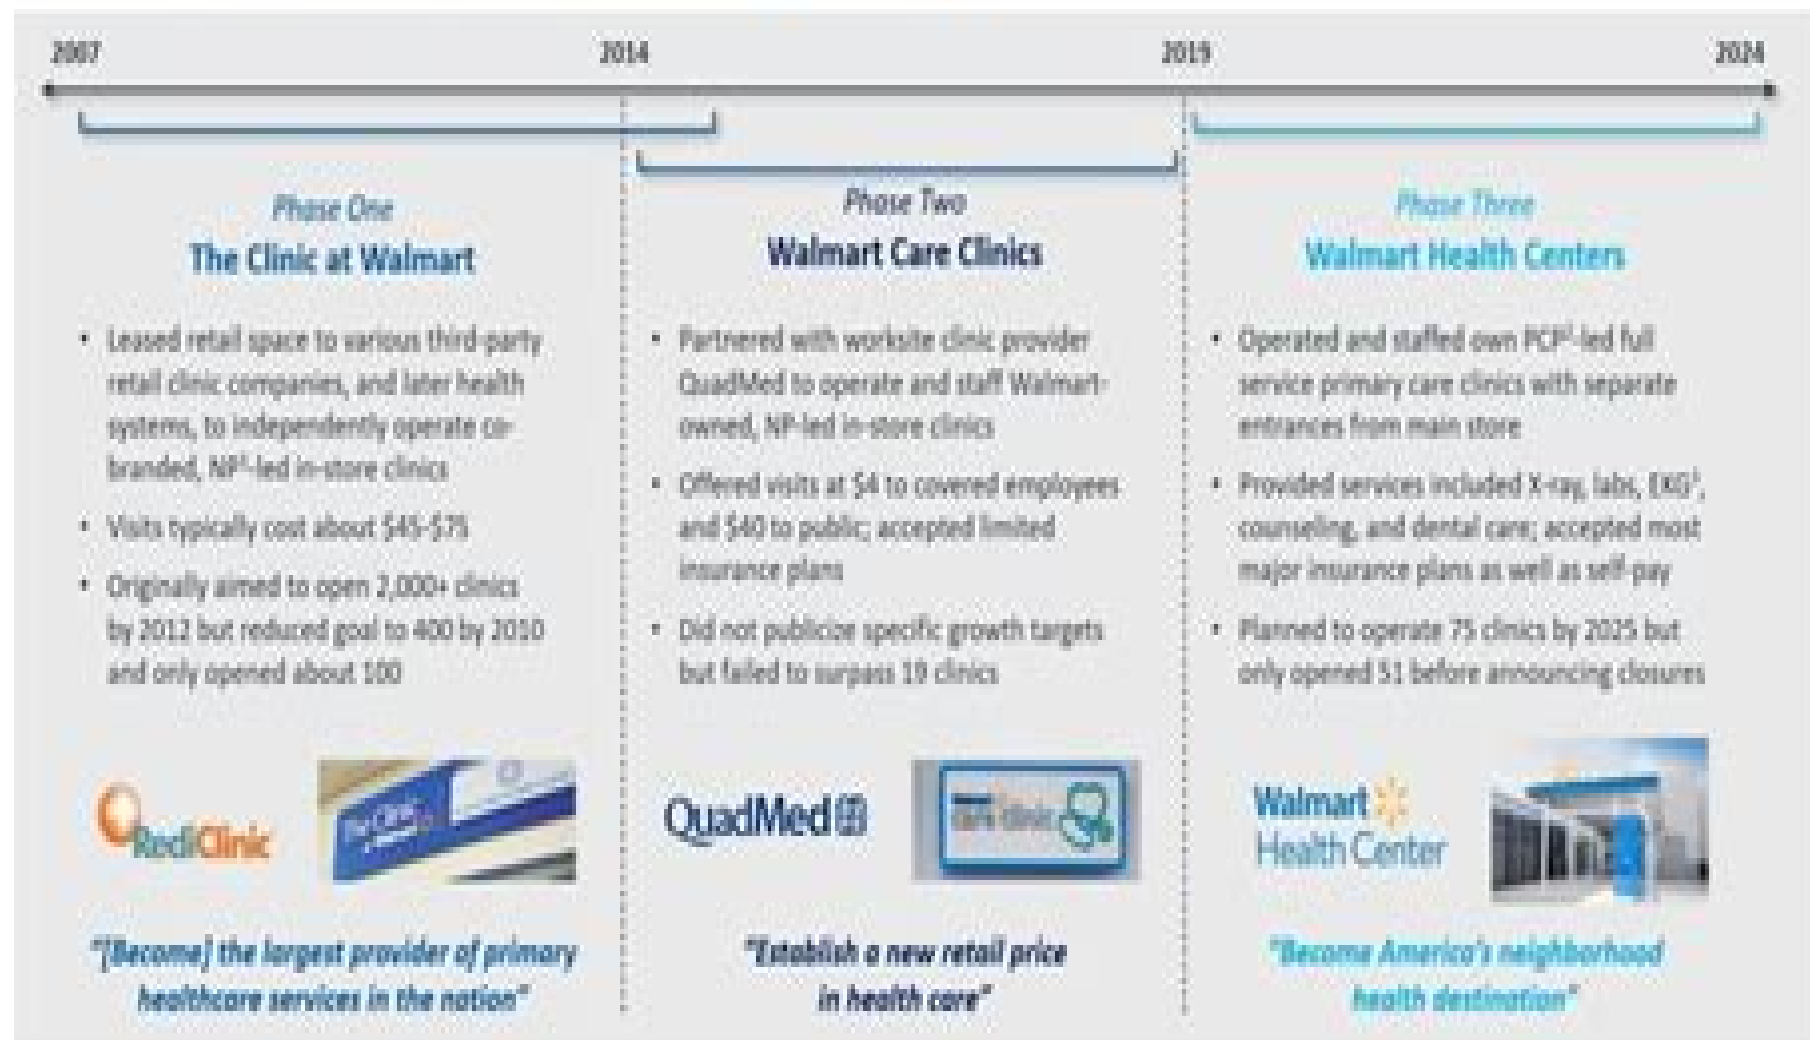 2007
2014
2019
2024
Phase One
The Clinic at Walmart
• Leased retail space to various third-party
retail clinic companies, and later health
systems, to independently operate co-
branded, NP-led in-store clinics
• Visits typically cost about $45-$75
• Originally aimed to open 2,000+ clinics
by 2012 but reduced goal to 400 by 2010
and only opened about 100
RediClinic
The Clinic
"[Become] the largest provider of primary
healthcare services in the nation"
Phase Two
Walmart Care Clinics
• Partnered with worksite clinic provider
QuadMed to operate and staff Walmart-
owned, NP-led in-store clinics
• Offered visits at $4 to covered employees
and $40 to public; accepted limited
insurance plans
• Did not publicize specific growth targets
but failed to surpass 19 clinics
QuadMed
care clinic
"Establish a new retail price
in health care"
Phase Three
Walmart Health Centers
• Operated and staffed own PCP-led full
service primary care clinics with separate
entrances from main store
• Provided services included X-ray, labs, EKG,
counseling, and dental care; accepted most
major insurance plans as well as self-pay
• Planned to operate 75 clinics by 2025 but
only opened 51 before announcing closures
Walmart
Health Center
"Become America's neighborhood
health destination"